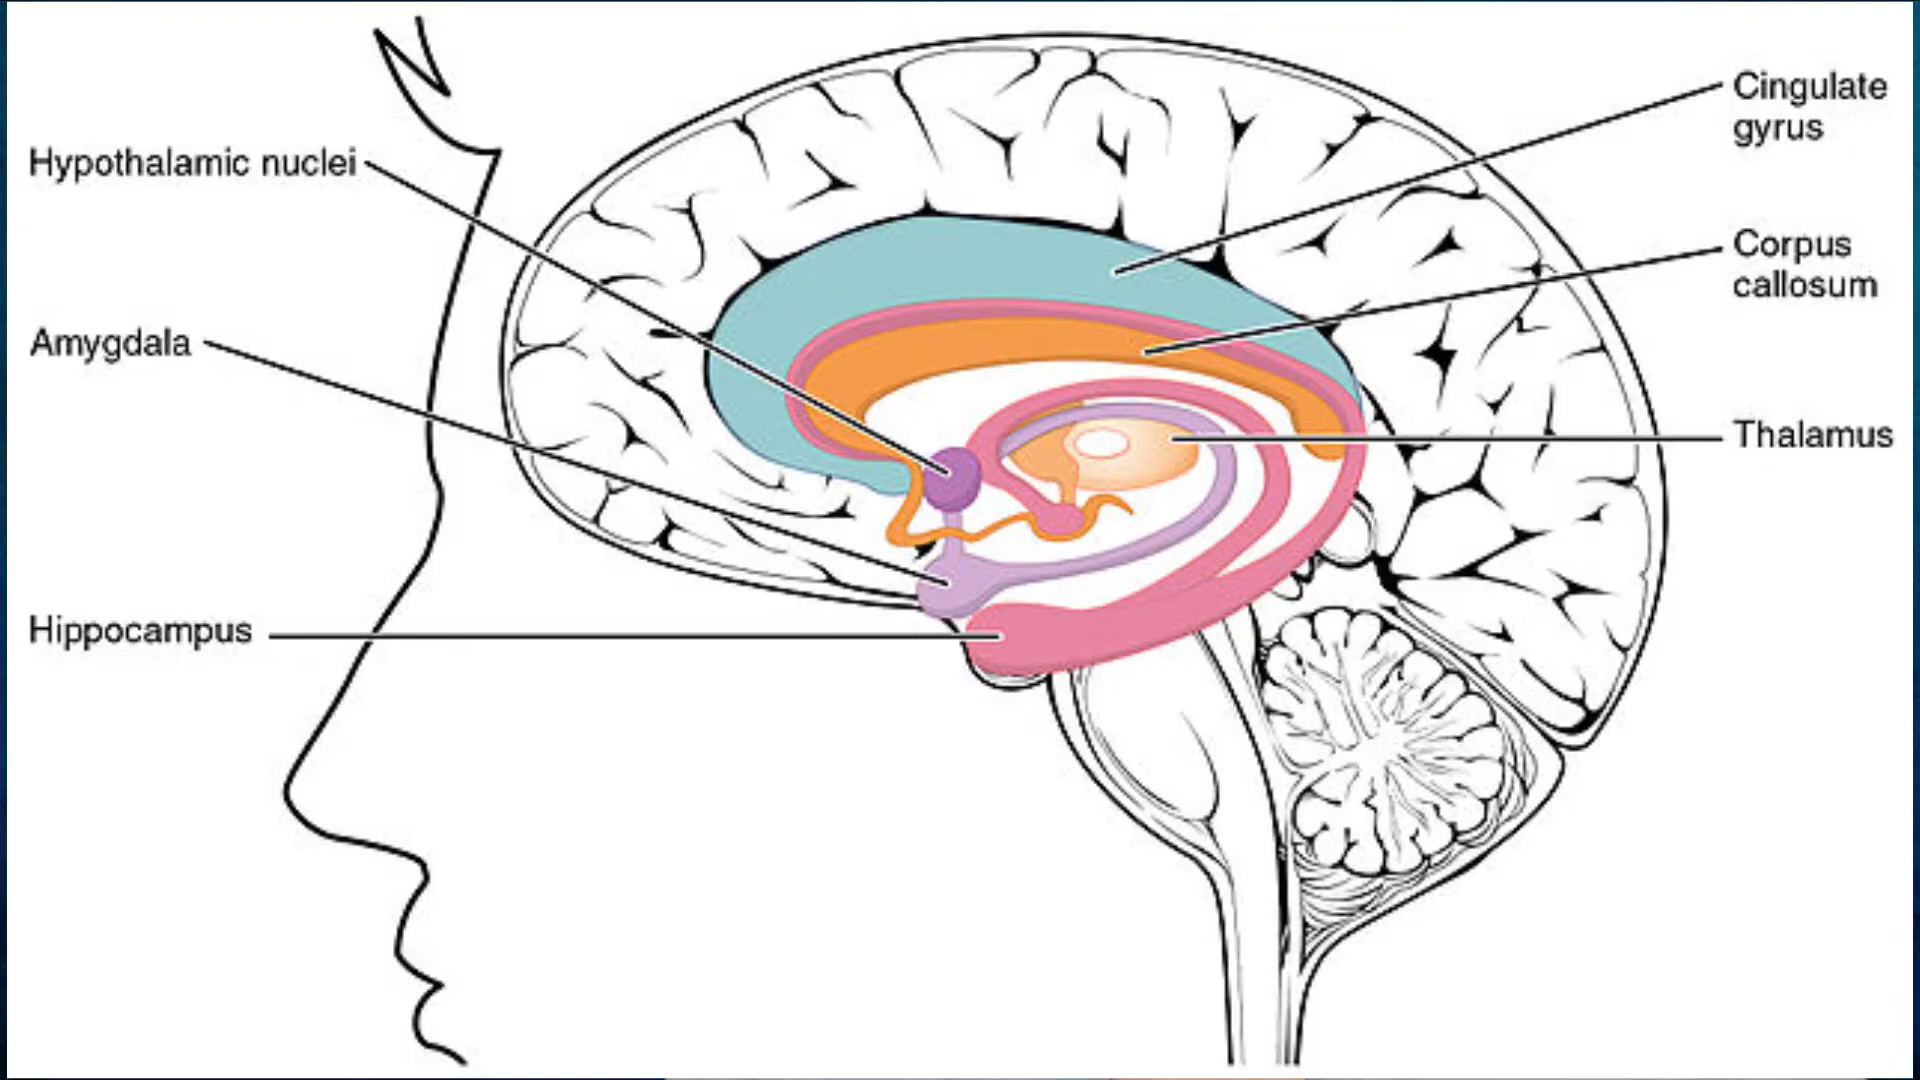 Cingulate
gyrus
Hypothalamic nuclei
Corpus
callosum
Amygdala
Thalamus
Hippocampus